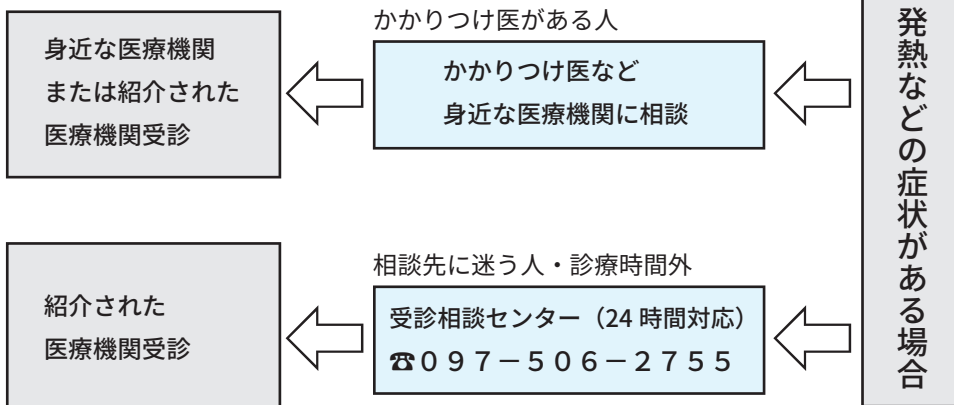 発熱などの症状がある場合
かかりつけ医がある人
かかりつけ医など
身近な医療機関に相談
身近な医療機関
または紹介された
医療機関受診
相談先に迷う人・診療時間外
受診相談センター（24 時間対応）
☎０９７－５０６－２７５５
紹介された
医療機関受診